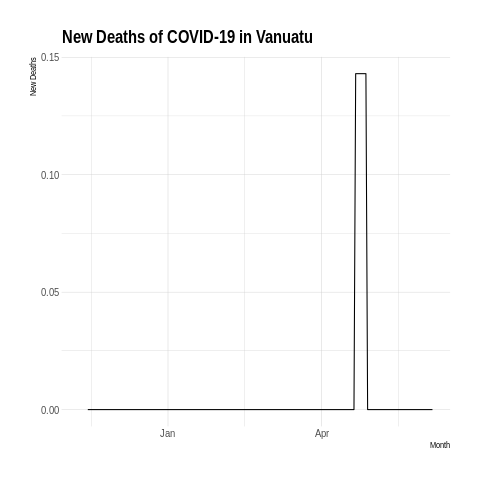 New Deaths of COVID-19 in Vanuatu
New Deaths
0.15
0.10
0.05
0.00
Jan
Apr
Month